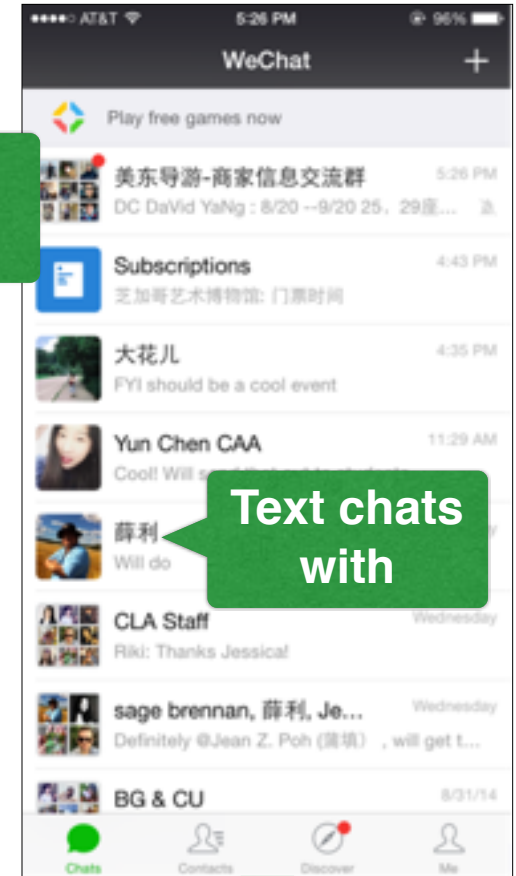 AT&T 5:26 PM 96%
WeChat +
Play free games now
美东导游-商家信息交流群 5:26 PM
DC DaVid YaNg : 8/20 --9/20 25，29座...
Subscriptions 4:43 PM
芝加哥艺术博物馆: 门票时间
大花儿 4:35 PM
FYI should be a cool event
Yun Chen CAA 11:29 AM
Cool! Will
Text chats
with
薛利
Will do
CLA Staff Wednesday
Riki: Thanks Jessica!
sage brennan, 薛利, Je... Wednesday
Definitely @Jean Z. Poh (蒲填) , will get t...
BG & CU 8/31/14
Chats Contacts Discover Me